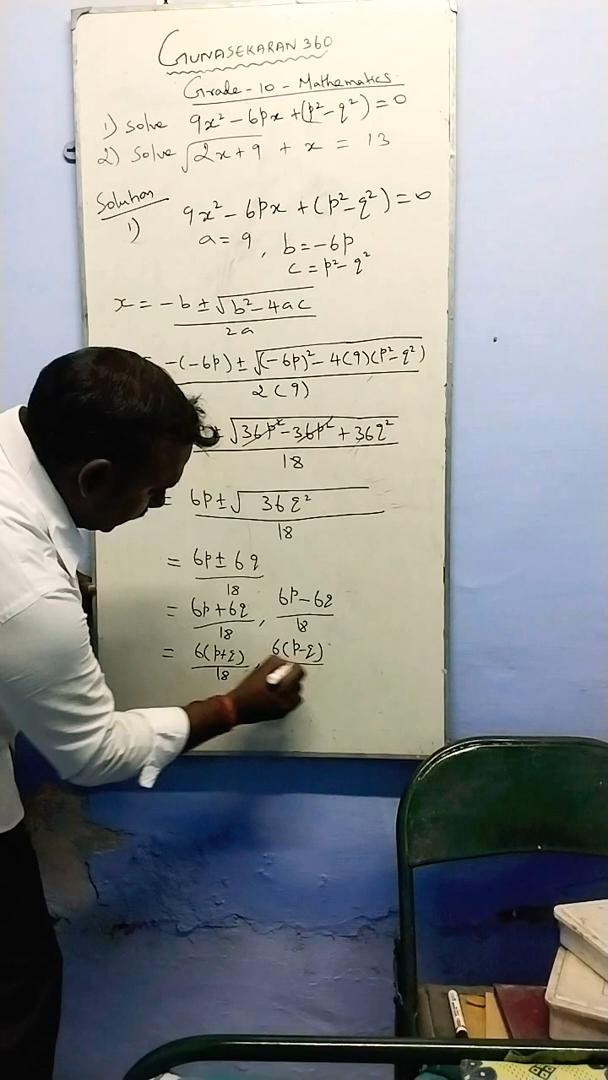 GUNASEKARAN 360
Grade - 10 - Mathematics
1) Solve 9x² - 6px + (p² - q²) = 0
2) Solve √(2x + 9) + x = 13
Solution
1) 9x² - 6px + (p² - q²) = 0
a = 9, b = -6p
c = p² - q²
x = -b ± √(b² - 4ac) / 2a
= -(-6p) ± √((-6p)² - 4(9)(p² - q²)) / 2(9)
± √(36p² - 36p² + 36q²) / 18
= 6p ± √(36q²) / 18
= 6p ± 6q / 18
= 6p + 6q / 18, 6p - 6q / 18
= 6(p+q) / 18, 6(p-q)